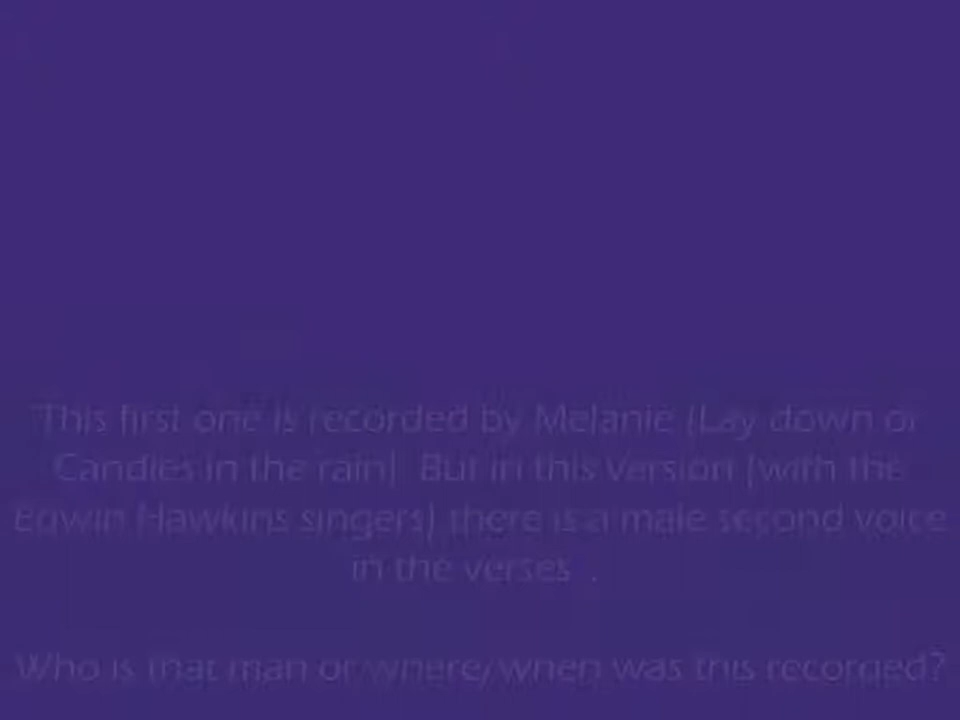 This first one is recorded by Melanie (Lay down or
Candles in the rain). But in this version (with the
Edwin Hawkins singers) there is a male second voice
in the verses .
Who is that man or where/when was this recorded?